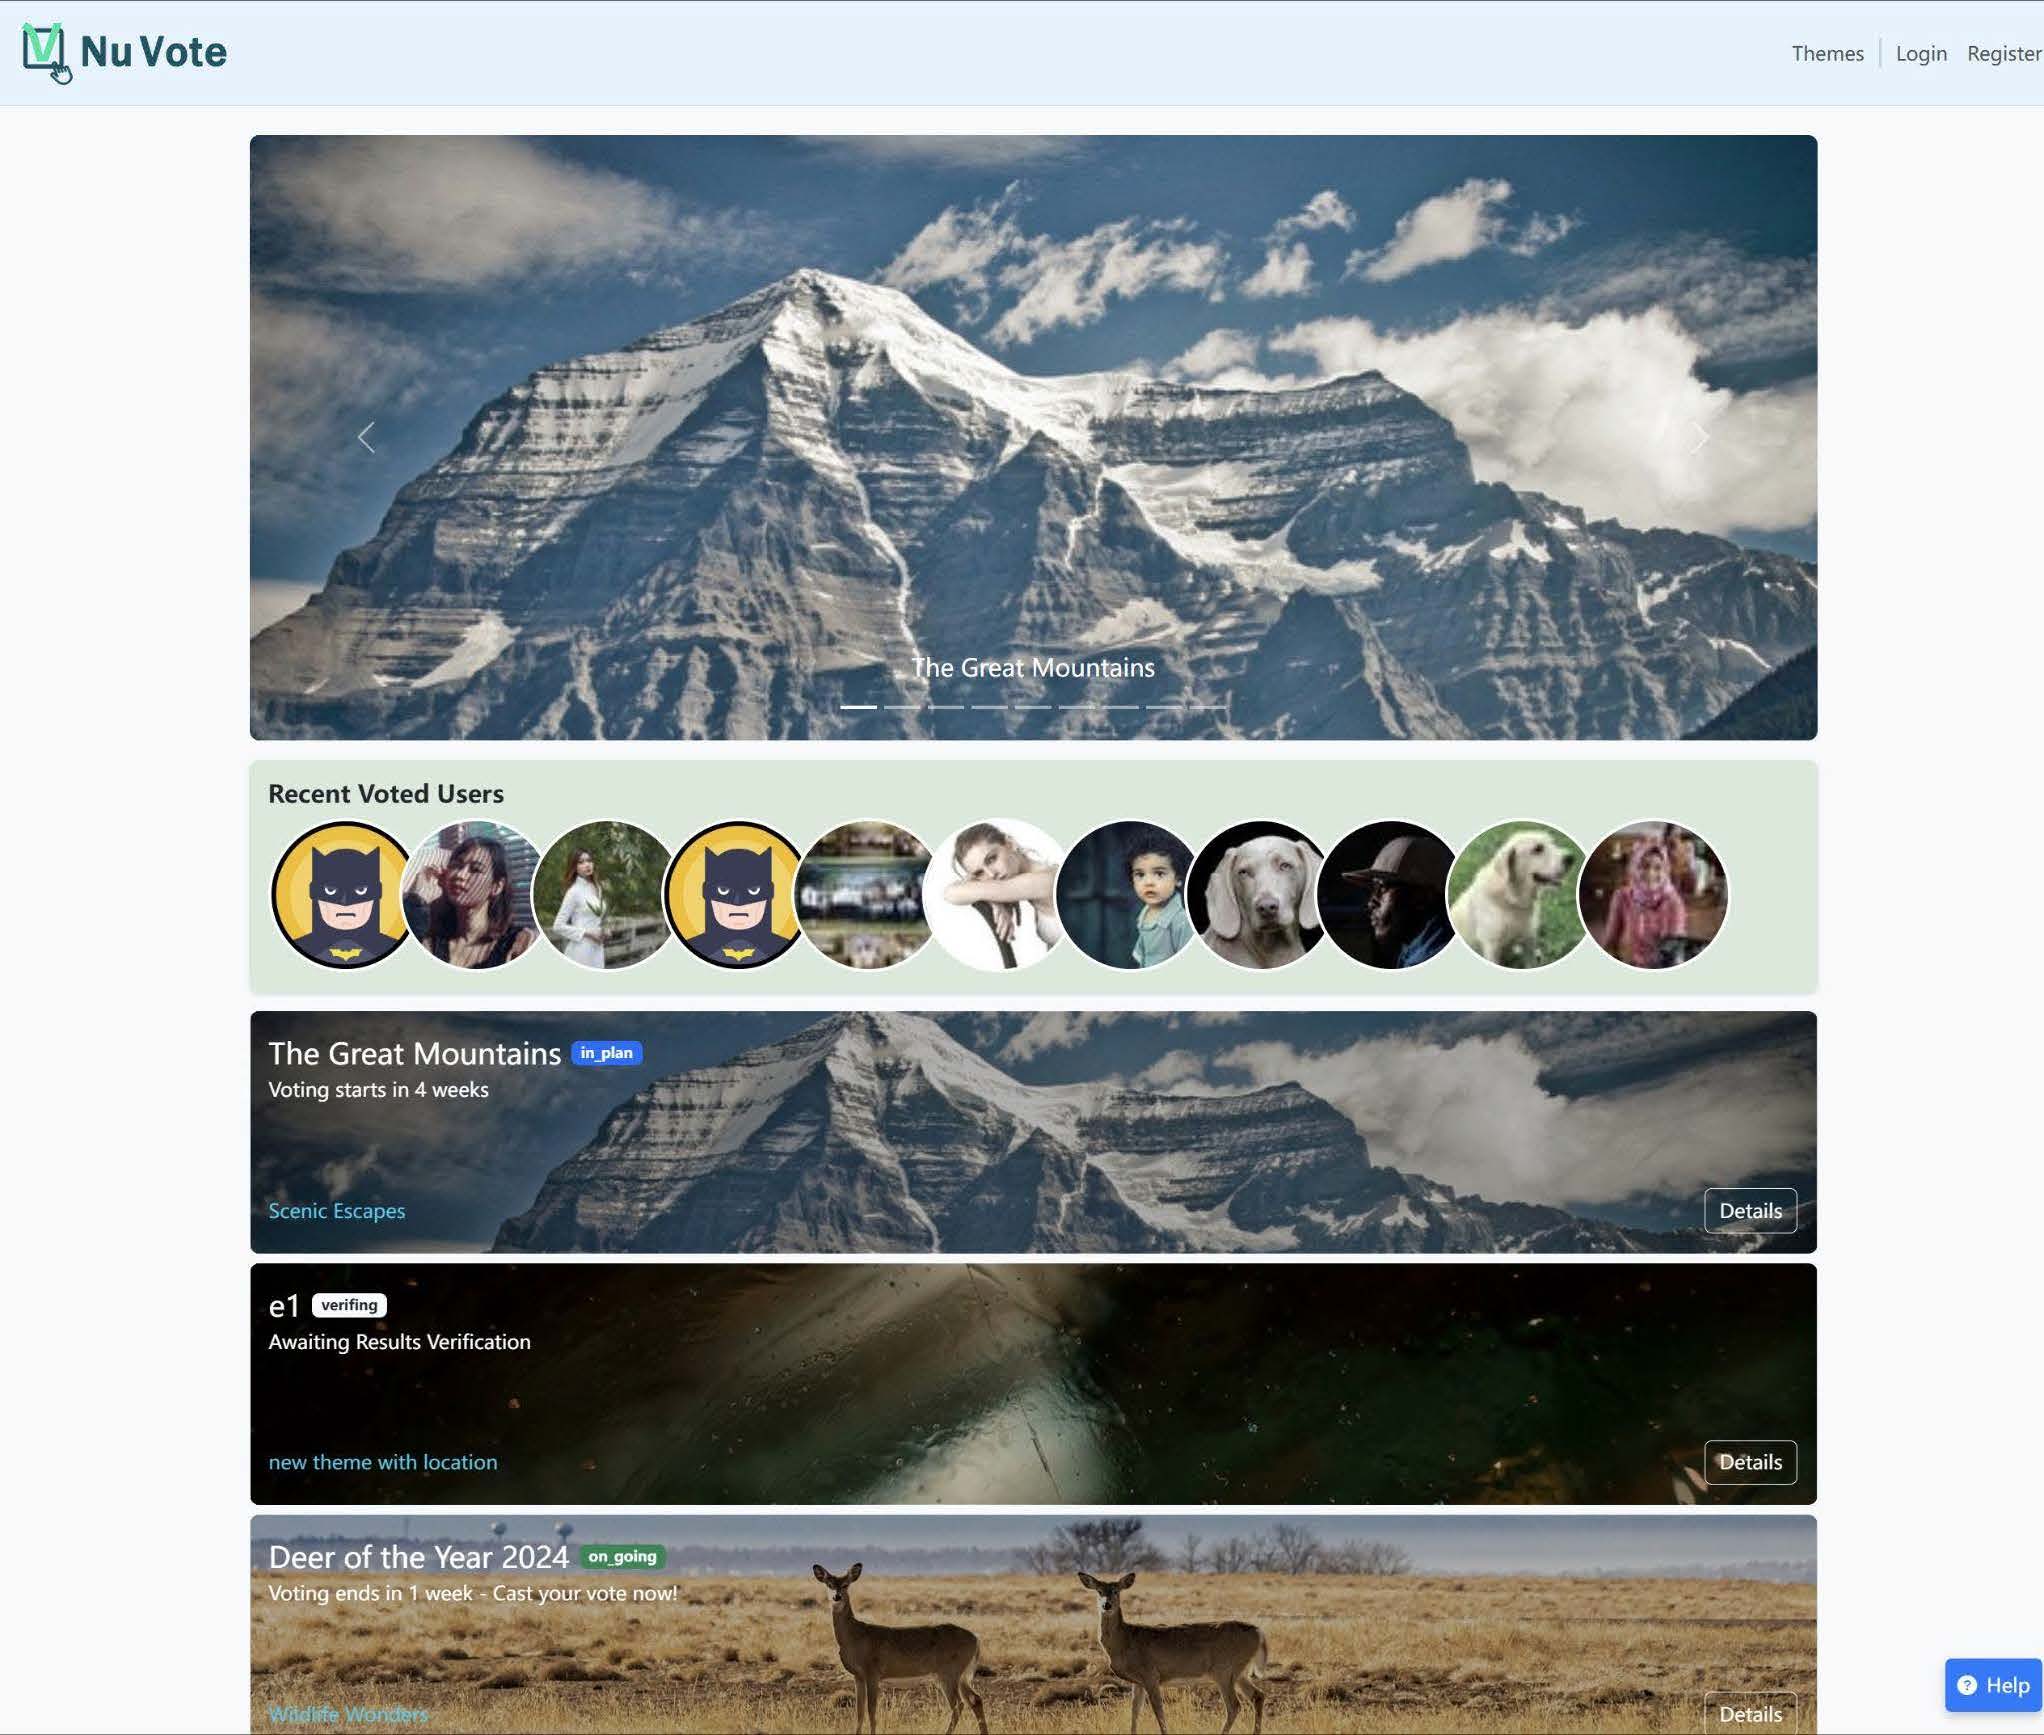 Nu Vote
Themes
Login
Register
The Great Mountains
Recent Voted Users
The Great Mountains in_plan
Voting starts in 4 weeks
Scenic Escapes
Details
e1 verifing
Awaiting Results Verification
new theme with location
Details
Deer of the Year 2024 on_going
Voting ends in 1 week - Cast your vote now!
Wildlife Wonders
Details
? Help